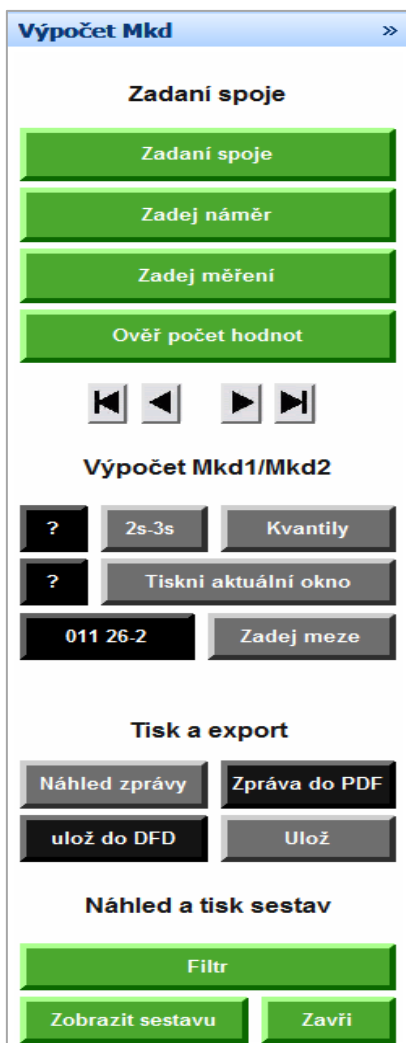 Výpočet Mkd »
Zadaní spoje
Zadaní spoje
Zadej náměr
Zadej měření
Ověř počet hodnot
Výpočet Mkd1/Mkd2
? 2s-3s Kvantily
? Tiskni aktuální okno
011 26-2 Zadej meze
Tisk a export
Náhled zprávy Zpráva do PDF
ulož do DFD Ulož
Náhled a tisk sestav
Filtr
Zobrazit sestavu Zavři